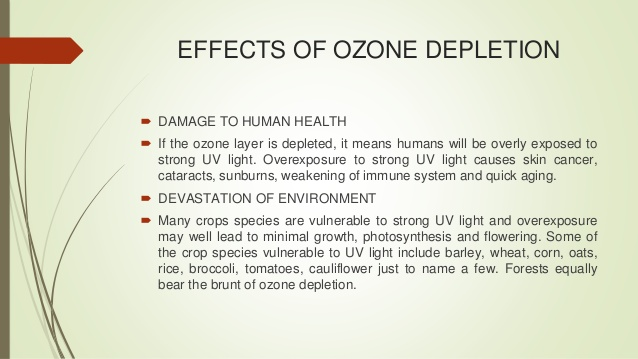 EFFECTS OF OZONE DEPLETION
DAMAGE TO HUMAN HEALTH
If the ozone layer is depleted, it means humans will be overly exposed to
strong UV light. Overexposure to strong UV light causes skin cancer,
cataracts, sunburns, weakening of immune system and quick aging.
DEVASTATION OF ENVIRONMENT
Many crops species are vulnerable to strong UV light and overexposure
may well lead to minimal growth, photosynthesis and flowering. Some of
the crop species vulnerable to UV light include barley, wheat, corn, oats,
rice, broccoli, tomatoes, cauliflower just to name a few. Forests equally
bear the brunt of ozone depletion.